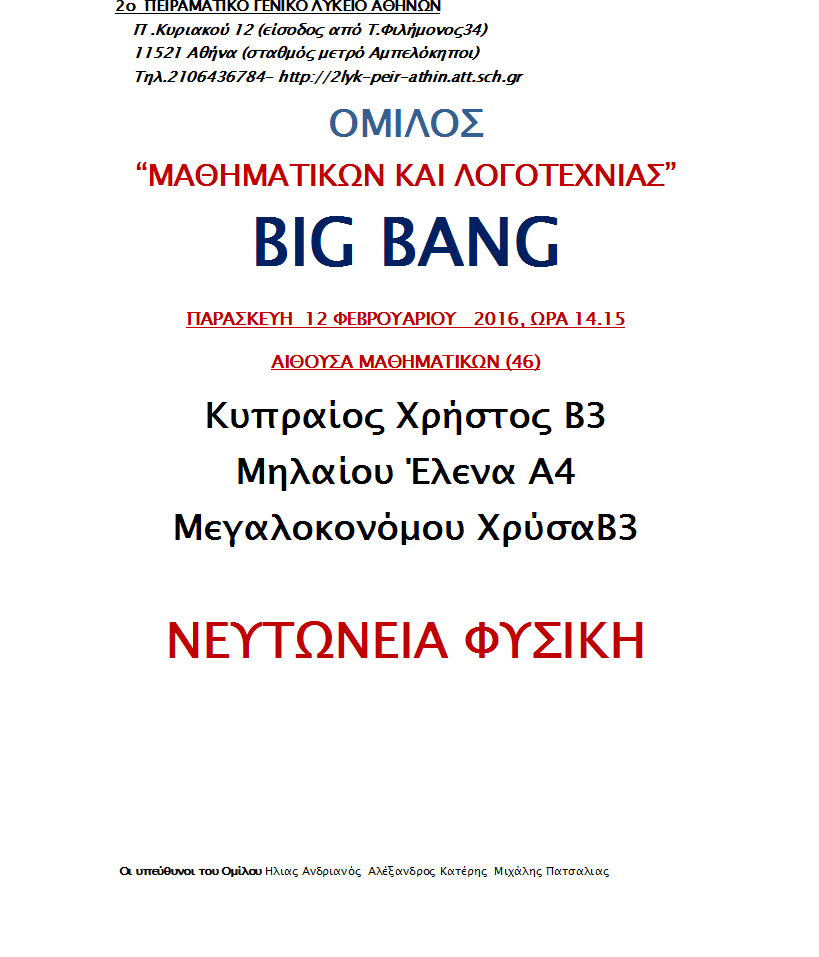 2ο ΠΕΙΡΑΜΑΤΙΚΟ ΓΕΝΙΚΟ ΛΥΚΕΙΟ ΑΘΗΝΩΝ
Π .Κυριακού 12 (είσοδος από Τ.Φιλήμονος34)
11521 Αθήνα (σταθμός μετρό Αμπελόκηποι)
Τηλ.2106436784- http://2lyk-peir-athin.att.sch.gr
ΟΜΙΛΟΣ
“ΜΑΘΗΜΑΤΙΚΩΝ ΚΑΙ ΛΟΓΟΤΕΧΝΙΑΣ”
BIG BANG
ΠΑΡΑΣΚΕΥΗ 12 ΦΕΒΡΟΥΑΡΙΟΥ 2016, ΩΡΑ 14.15
ΑΙΘΟΥΣΑ ΜΑΘΗΜΑΤΙΚΩΝ (46)
Κυπραίος Χρήστος Β3
Μηλαίου Έλενα Α4
Μεγαλοκονόμου ΧρύσαΒ3
ΝΕΥΤΩΝΕΙΑ ΦΥΣΙΚΗ
Οι υπεύθυνοι του Ομίλου Ηλιας Ανδριανός Αλέξανδρος Κατέρης Μιχάλης Πατσαλιας